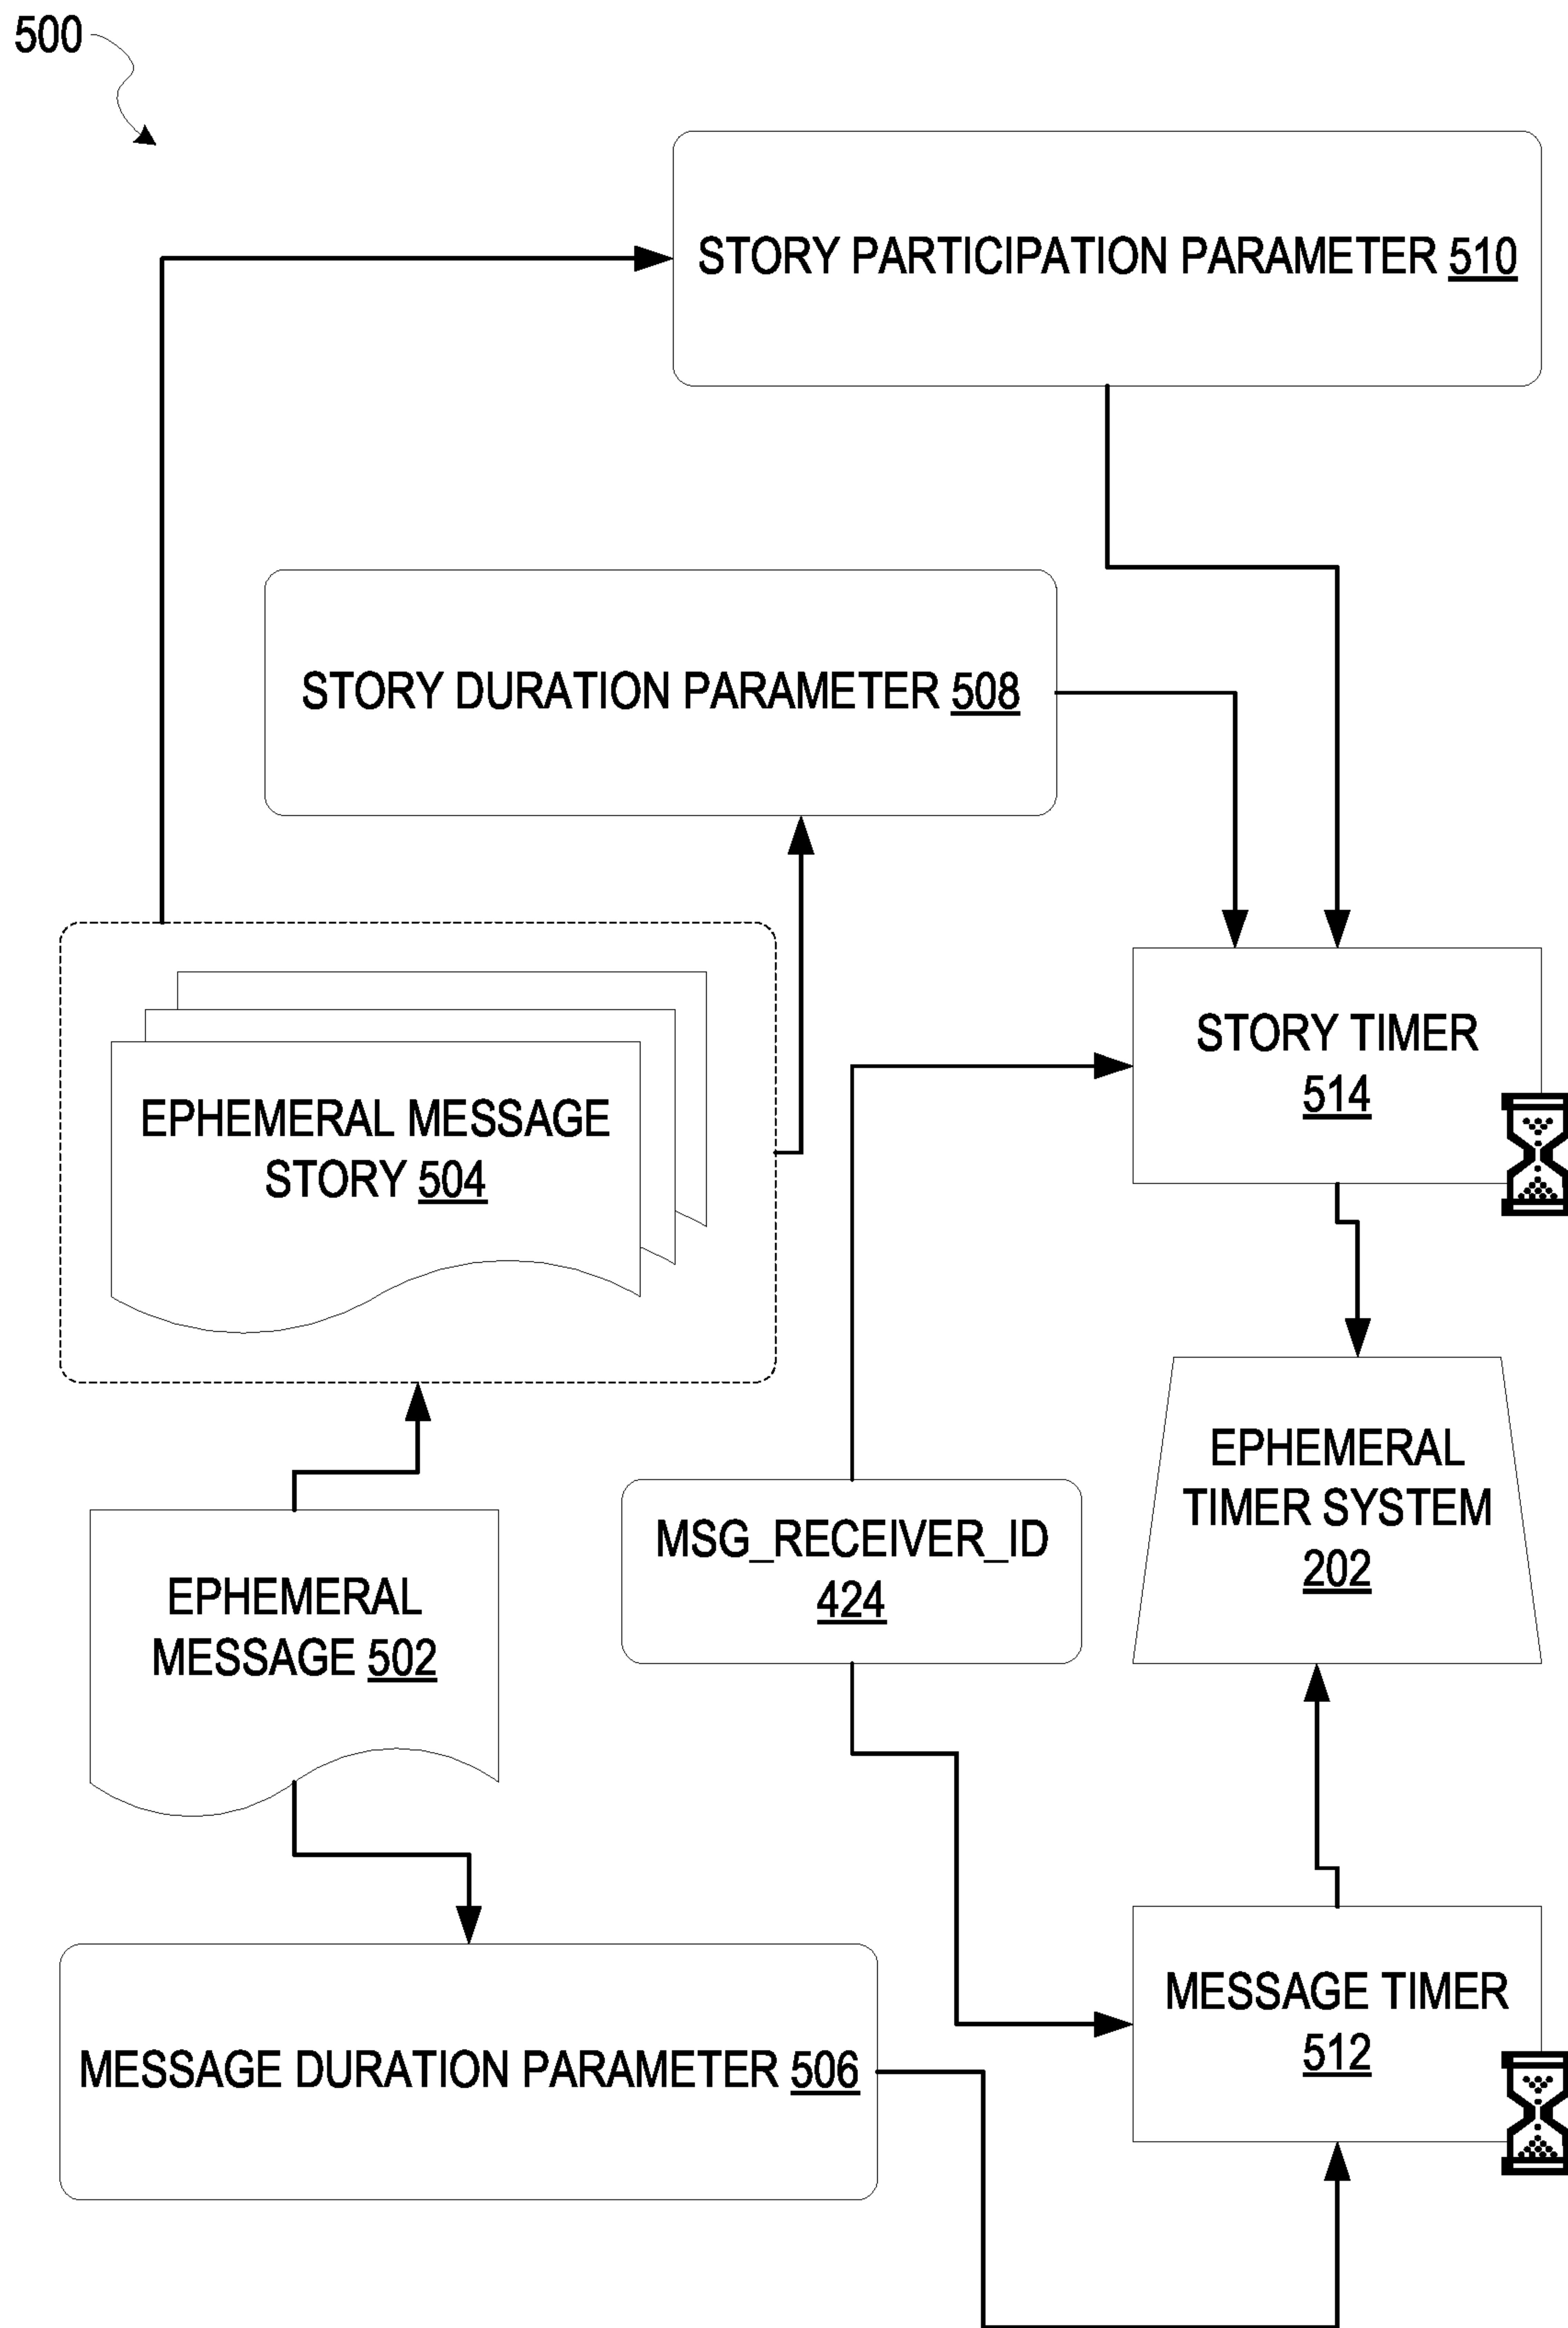 500
STORY PARTICIPATION PARAMETER 510
STORY DURATION PARAMETER 508
STORY TIMER
514
EPHEMERAL MESSAGE
STORY 504
EPHEMERAL
TIMER SYSTEM
202
MSG_RECEIVER_ID
424
EPHEMERAL
MESSAGE 502
MESSAGE TIMER
512
MESSAGE DURATION PARAMETER 506